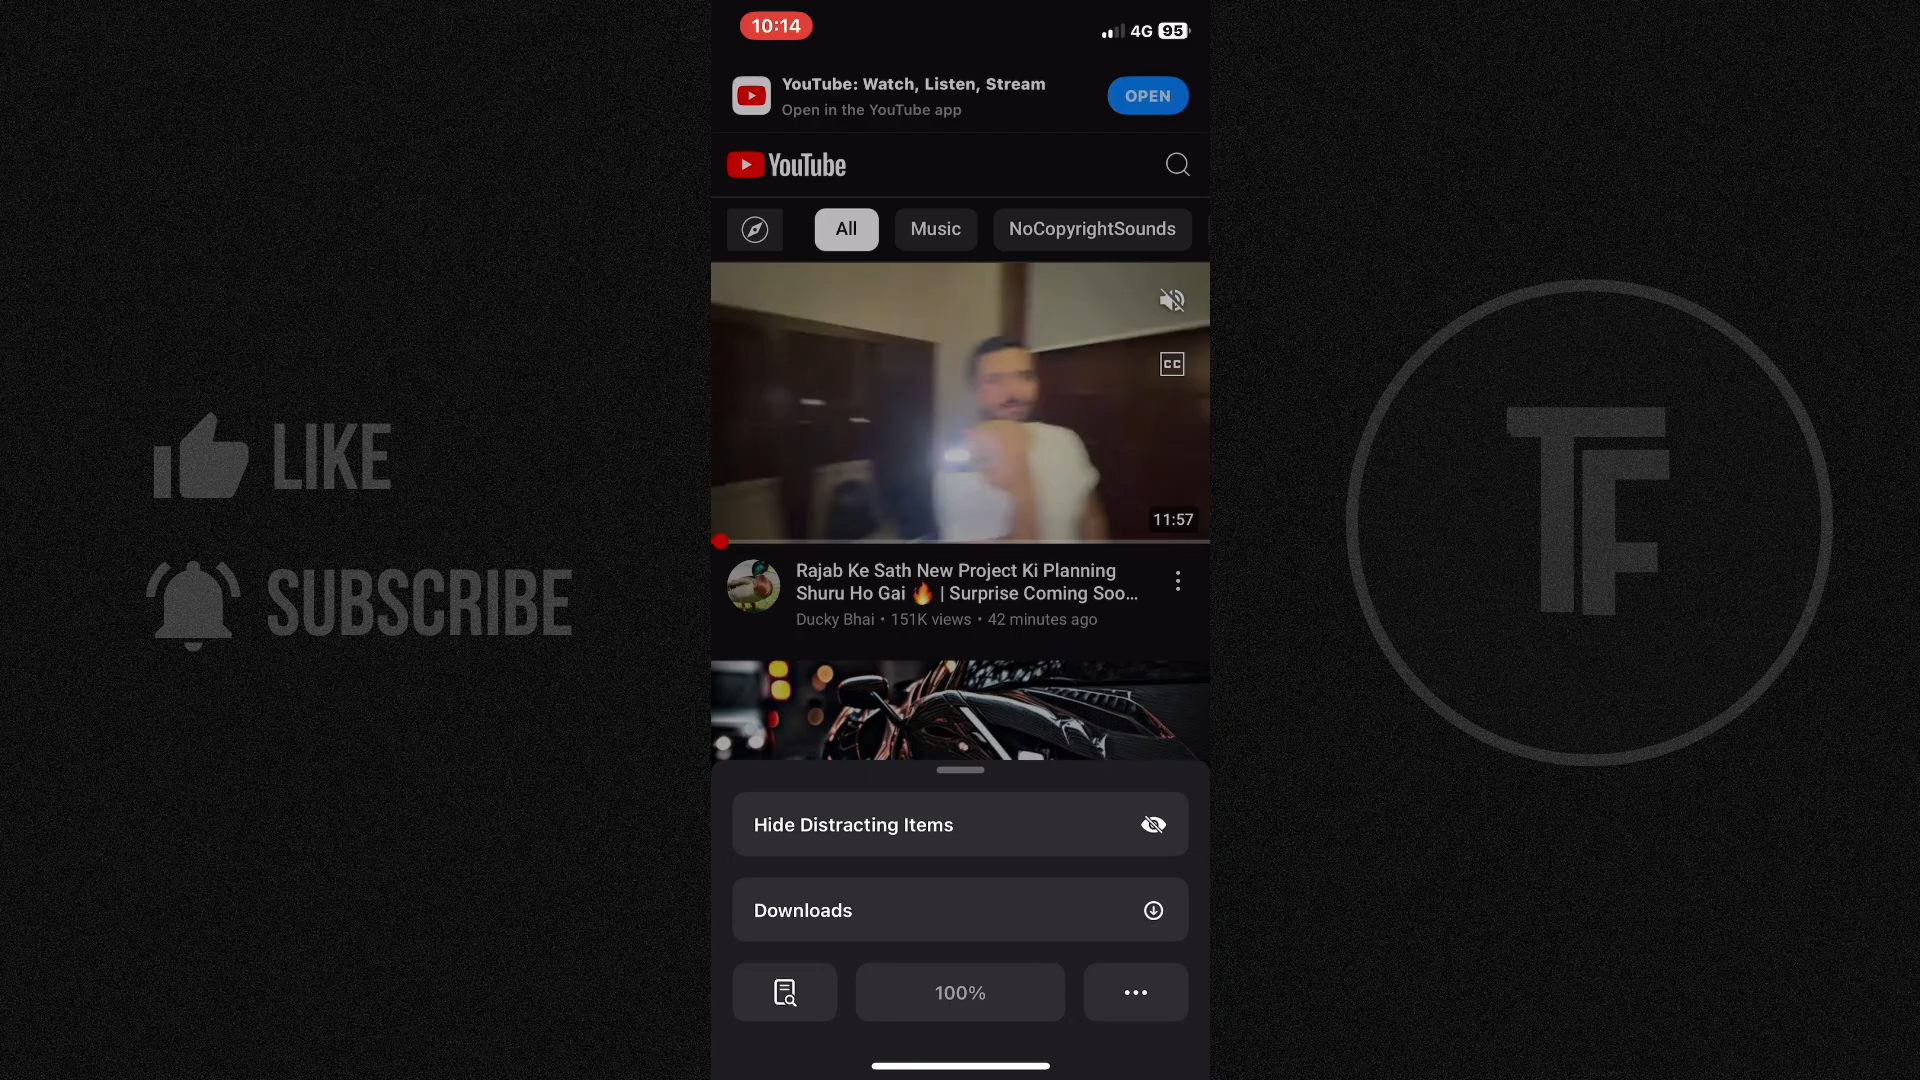 10:14
4G 95
YouTube: Watch, Listen, Stream
Open in the YouTube app
OPEN
YouTube
All
Music
NoCopyrightSounds
CC
11:57
Rajab Ke Sath New Project Ki Planning
Shuru Ho Gai 🔥 | Surprise Coming Soo...
Ducky Bhai • 151K views • 42 minutes ago
Hide Distracting Items
Downloads
100%
LIKE
SUBSCRIBE
TF